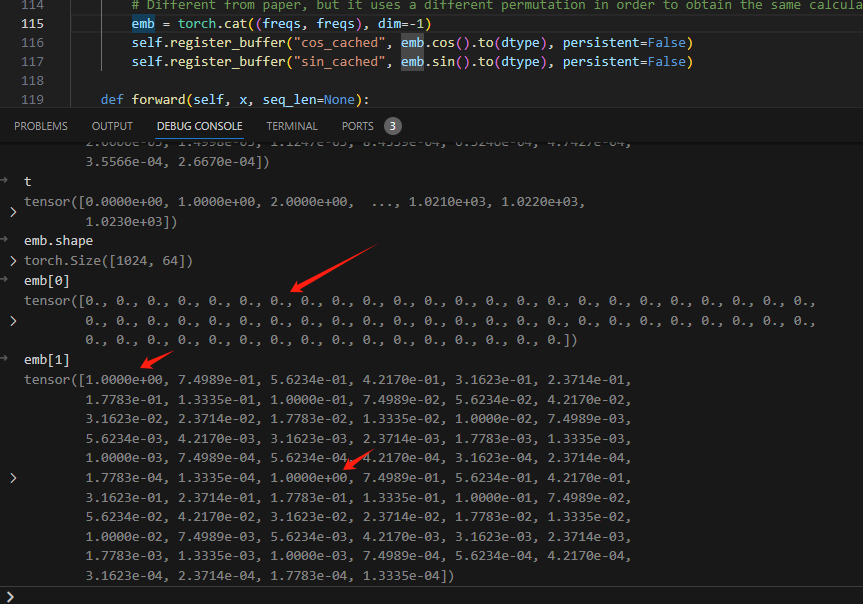 114 # Different from paper, but it uses a different permutation in order to obtain the same calcula
115 emb = torch.cat((freqs, freqs), dim=-1)
116 self.register_buffer("cos_cached", emb.cos().to(dtype), persistent=False)
117 self.register_buffer("sin_cached", emb.sin().to(dtype), persistent=False)
118
119 def forward(self, x, seq_len=None):
PROBLEMS OUTPUT DEBUG CONSOLE TERMINAL PORTS 3
3.5566e-04, 2.6670e-04])
t
tensor([0.0000e+00, 1.0000e+00, 2.0000e+00, ..., 1.0210e+03, 1.0220e+03,
1.0230e+03])
emb.shape
torch.Size([1024, 64])
emb[0]
tensor([0., 0., 0., 0., 0., 0., 0., 0., 0., 0., 0., 0., 0., 0., 0., 0., 0., 0., 0., 0., 0., 0., 0., 0.,
0., 0., 0., 0., 0., 0., 0., 0., 0., 0., 0., 0., 0., 0., 0., 0., 0., 0., 0., 0., 0., 0., 0., 0.,
0., 0., 0., 0., 0., 0., 0., 0., 0., 0., 0., 0., 0., 0., 0., 0.])
emb[1]
tensor([1.0000e+00, 7.4989e-01, 5.6234e-01, 4.2170e-01, 3.1623e-01, 2.3714e-01,
1.7783e-01, 1.3335e-01, 1.0000e-01, 7.4989e-02, 5.6234e-02, 4.2170e-02,
3.1623e-02, 2.3714e-02, 1.7783e-02, 1.3335e-02, 1.0000e-02, 7.4989e-03,
5.6234e-03, 4.2170e-03, 3.1623e-03, 2.3714e-03, 1.7783e-03, 1.3335e-03,
1.0000e-03, 7.4989e-04, 5.6234e-04, 4.2170e-04, 3.1623e-04, 2.3714e-04,
1.7783e-04, 1.3335e-04, 1.0000e+00, 7.4989e-01, 5.6234e-01, 4.2170e-01,
3.1623e-01, 2.3714e-01, 1.7783e-01, 1.3335e-01, 1.0000e-01, 7.4989e-02,
5.6234e-02, 4.2170e-02, 3.1623e-02, 2.3714e-02, 1.7783e-02, 1.3335e-02,
1.0000e-02, 7.4989e-03, 5.6234e-03, 4.2170e-03, 3.1623e-03, 2.3714e-03,
1.7783e-03, 1.3335e-03, 1.0000e-03, 7.4989e-04, 5.6234e-04, 4.2170e-04,
3.1623e-04, 2.3714e-04, 1.7783e-04, 1.3335e-04])